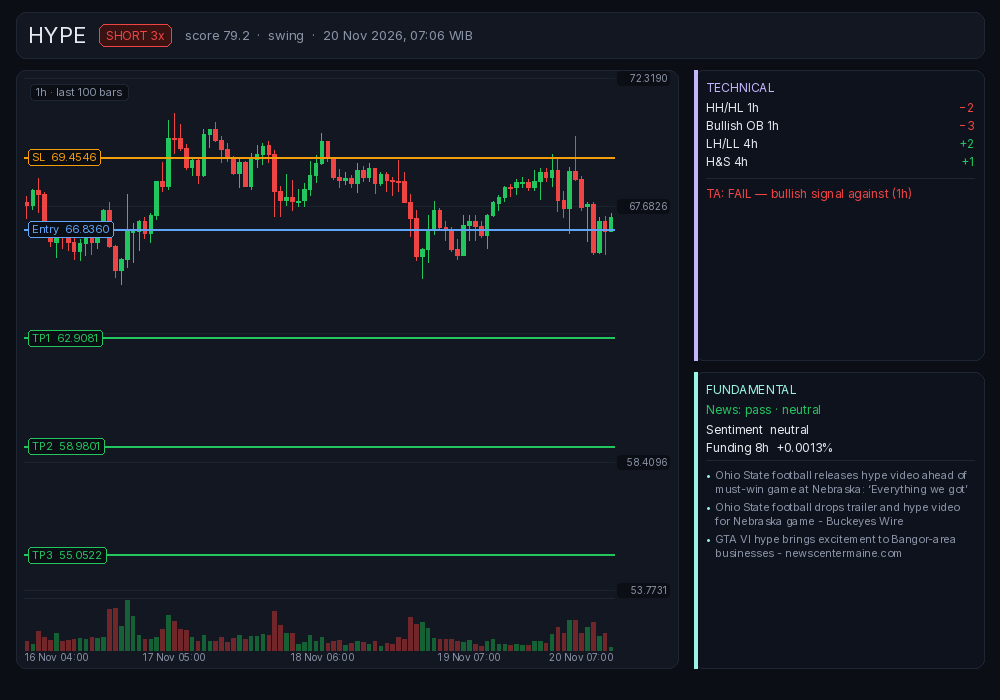 HYPE SHORT 3x score 79.2 · swing · 20 Nov 2026, 07:06 WIB
1h · last 100 bars
72.3190
SL 69.4546
67.6826
Entry 66.8360
TP1 62.9081
TP2 58.9801
58.4096
TP3 55.0522
53.7731
16 Nov 04:00 17 Nov 05:00 18 Nov 06:00 19 Nov 07:00 20 Nov 07:00
TECHNICAL
HH/HL 1h −2
Bullish OB 1h −3
LH/LL 4h +2
H&S 4h +1
TA: FAIL — bullish signal against (1h)
FUNDAMENTAL
News: pass · neutral
Sentiment neutral
Funding 8h +0.0013%
• Ohio State football releases hype video ahead of
must-win game at Nebraska: ‘Everything we got’
• Ohio State football drops trailer and hype video
for Nebraska game - Buckeyes Wire
• GTA VI hype brings excitement to Bangor-area
businesses - newscentermaine.com